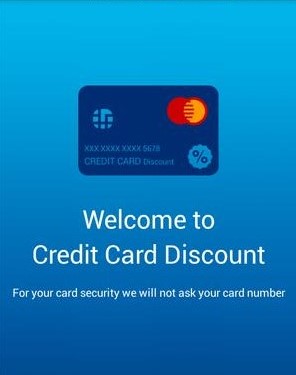 XXX XXXX XXXX 5678
CREDIT CARD Discount
Welcome to
Credit Card Discount
For your card security we will not ask your card number